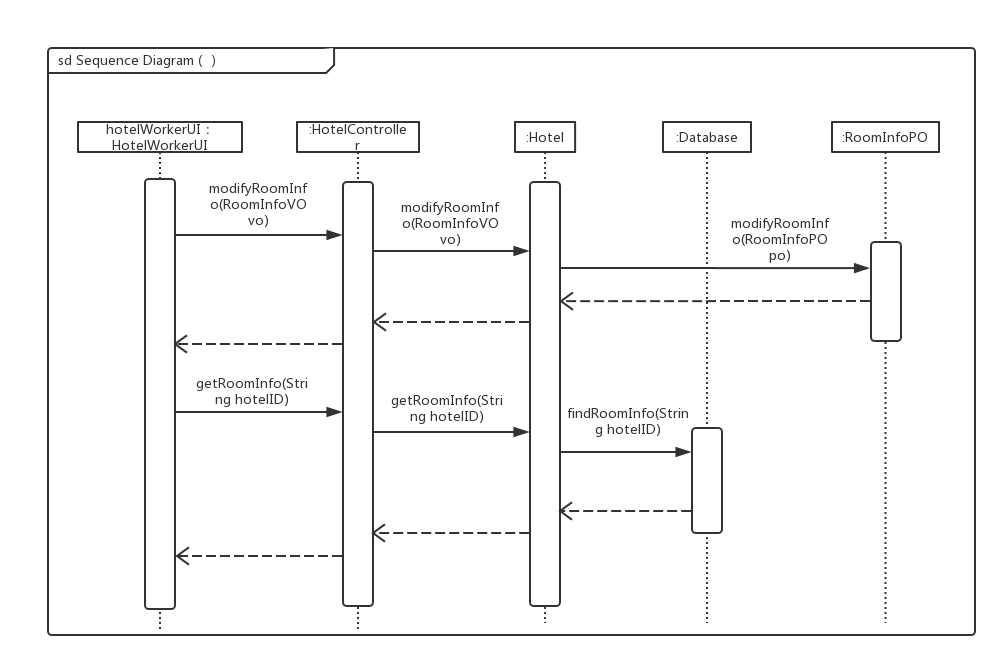 sd Sequence Diagram (  )
hotelWorkerUI :
HotelWorkerUI
:HotelControlle
r
:Hotel
:Database
:RoomInfoPO
modifyRoomInf
o(RoomInfoVO
vo)
modifyRoomInf
o(RoomInfoVO
vo)
modifyRoomInf
o(RoomInfoPO
po)
getRoomInfo(Stri
ng hotelID)
getRoomInfo(Stri
ng hotelID)
findRoomInfo(Strin
g hotelID)